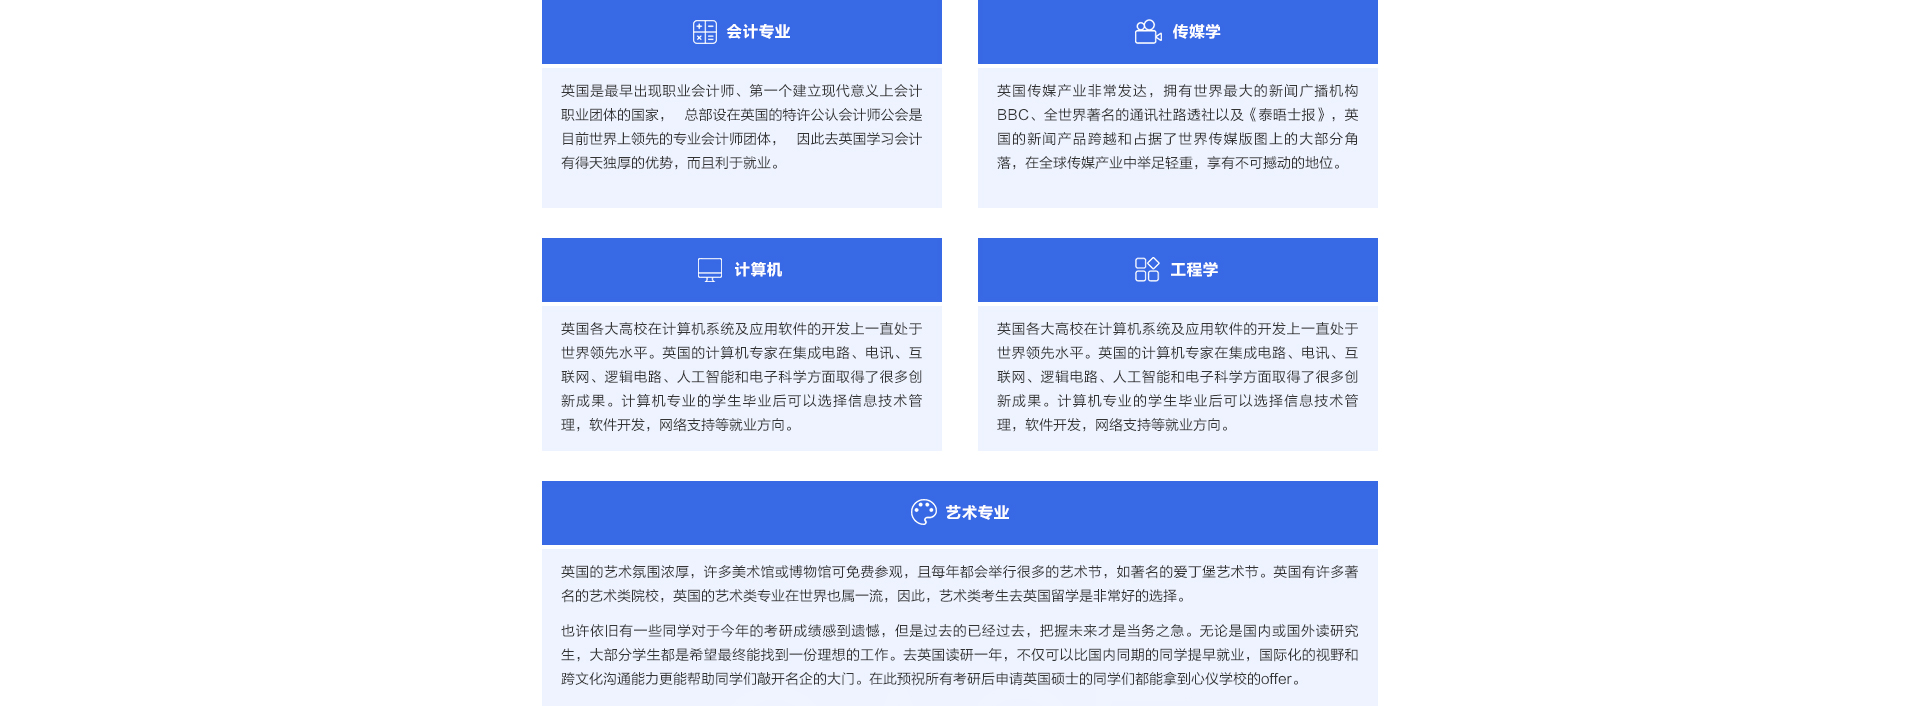 会计专业
英国是最早出现职业会计师、第一个建立现代意义上会计
职业团体的国家， 总部设在英国的特许公认会计师公会是
目前世界上领先的专业会计师团体， 因此去英国学习会计
有得天独厚的优势，而且利于就业。
传媒学
英国传媒产业非常发达，拥有世界最大的新闻广播机构
BBC、全世界著名的通讯社路透社以及《泰晤士报》，英
国的新闻产品跨越和占据了世界传媒版图上的大部分角
落，在全球传媒产业中举足轻重，享有不可撼动的地位。
计算机
英国各大高校在计算机系统及应用软件的开发上一直处于
世界领先水平。英国的计算机专家在集成电路、电讯、互
联网、逻辑电路、人工智能和电子科学方面取得了很多创
新成果。计算机专业的学生毕业后可以选择信息技术管
理，软件开发，网络支持等就业方向。
工程学
英国各大高校在计算机系统及应用软件的开发上一直处于
世界领先水平。英国的计算机专家在集成电路、电讯、互
联网、逻辑电路、人工智能和电子科学方面取得了很多创
新成果。计算机专业的学生毕业后可以选择信息技术管
理，软件开发，网络支持等就业方向。
艺术专业
英国的艺术氛围浓厚，许多美术馆或博物馆可免费参观，且每年都会举行很多的艺术节，如著名的爱丁堡艺术节。英国有许多著
名的艺术类院校，英国的艺术类专业在世界也属一流，因此，艺术类考生去英国留学是非常好的选择。
也许依旧有一些同学对于今年的考研成绩感到遗憾，但是过去的已经过去，把握未来才是当务之急。无论是国内或国外读研究
生，大部分学生都是希望最终能找到一份理想的工作。去英国读研一年，不仅可以比国内同期的同学提早就业，国际化的视野和
跨文化沟通能力更能帮助同学们敲开名企的大门。在此预祝所有考研后申请英国硕士的同学们都能拿到心仪学校的offer。